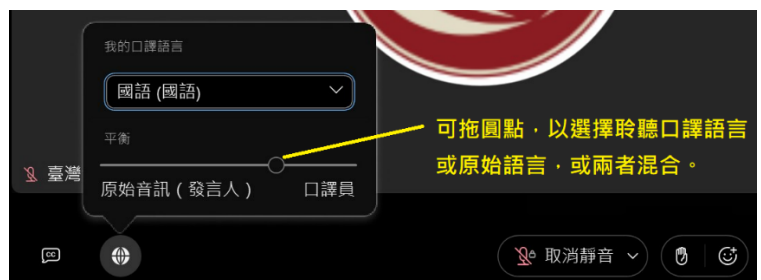 我的口譯語言
國語 (國語)
平衡
原始音訊（發言人） 口譯員
可拖圓點，以選擇聆聽口譯語言
或原始語言，或兩者混合。
臺灣
CC
取消靜音